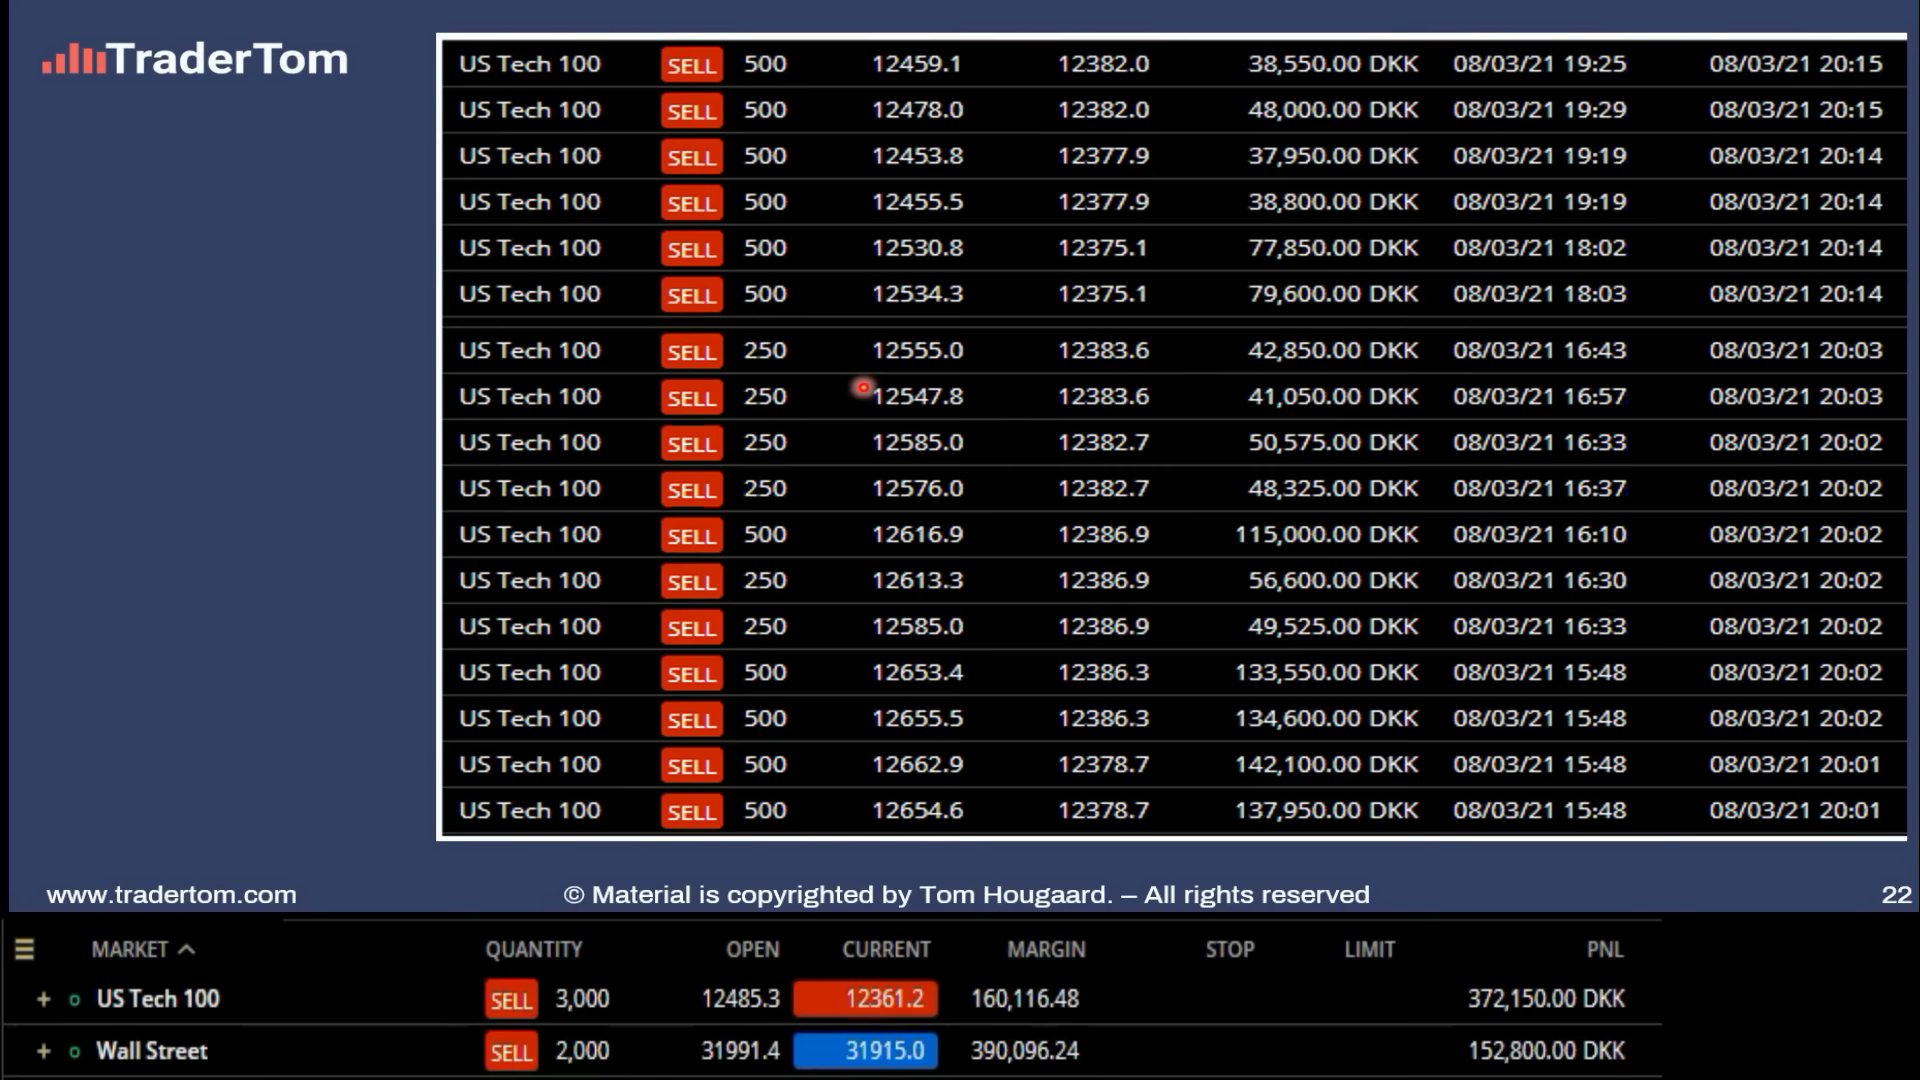 TraderTom
US Tech 100 SELL 500 12459.1 12382.0 38,550.00 DKK 08/03/21 19:25 08/03/21 20:15
US Tech 100 SELL 500 12478.0 12382.0 48,000.00 DKK 08/03/21 19:29 08/03/21 20:15
US Tech 100 SELL 500 12453.8 12377.9 37,950.00 DKK 08/03/21 19:19 08/03/21 20:14
US Tech 100 SELL 500 12455.5 12377.9 38,800.00 DKK 08/03/21 19:19 08/03/21 20:14
US Tech 100 SELL 500 12530.8 12375.1 77,850.00 DKK 08/03/21 18:02 08/03/21 20:14
US Tech 100 SELL 500 12534.3 12375.1 79,600.00 DKK 08/03/21 18:03 08/03/21 20:14
US Tech 100 SELL 250 12555.0 12383.6 42,850.00 DKK 08/03/21 16:43 08/03/21 20:03
US Tech 100 SELL 250 12547.8 12383.6 41,050.00 DKK 08/03/21 16:57 08/03/21 20:03
US Tech 100 SELL 250 12585.0 12382.7 50,575.00 DKK 08/03/21 16:33 08/03/21 20:02
US Tech 100 SELL 250 12576.0 12382.7 48,325.00 DKK 08/03/21 16:37 08/03/21 20:02
US Tech 100 SELL 500 12616.9 12386.9 115,000.00 DKK 08/03/21 16:10 08/03/21 20:02
US Tech 100 SELL 250 12613.3 12386.9 56,600.00 DKK 08/03/21 16:30 08/03/21 20:02
US Tech 100 SELL 250 12585.0 12386.9 49,525.00 DKK 08/03/21 16:33 08/03/21 20:02
US Tech 100 SELL 500 12653.4 12386.3 133,550.00 DKK 08/03/21 15:48 08/03/21 20:02
US Tech 100 SELL 500 12655.5 12386.3 134,600.00 DKK 08/03/21 15:48 08/03/21 20:02
US Tech 100 SELL 500 12662.9 12378.7 142,100.00 DKK 08/03/21 15:48 08/03/21 20:01
US Tech 100 SELL 500 12654.6 12378.7 137,950.00 DKK 08/03/21 15:48 08/03/21 20:01
www.tradertom.com © Material is copyrighted by Tom Hougaard. – All rights reserved 22
MARKET QUANTITY OPEN CURRENT MARGIN STOP LIMIT PNL
US Tech 100 SELL 3,000 12485.3 12361.2 160,116.48 372,150.00 DKK
Wall Street SELL 2,000 31991.4 31915.0 390,096.24 152,800.00 DKK